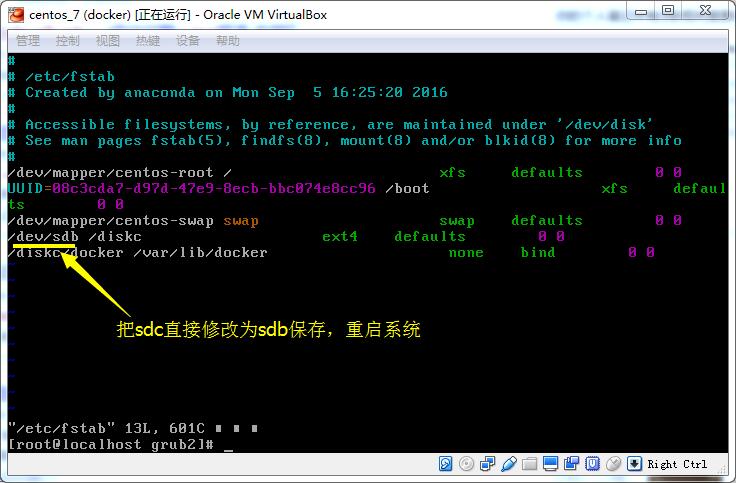 centos_7 (docker) [正在运行] - Oracle VM VirtualBox
管理 控制 视图 热键 设备 帮助
#
# /etc/fstab
# Created by anaconda on Mon Sep  5 16:25:20 2016
#
# Accessible filesystems, by reference, are maintained under '/dev/disk'
# See man pages fstab(5), findfs(8), mount(8) and/or blkid(8) for more info
#
/dev/mapper/centos-root / xfs defaults 0 0
UUID=08c3cda7-d97d-47e9-8ecb-bbc074e8cc96 /boot xfs defaul
ts 0 0
/dev/mapper/centos-swap swap swap defaults 0 0
/dev/sdb /diskc ext4 defaults 0 0
/diskc/docker /var/lib/docker none bind 0 0
~
~
~
把sdc直接修改为sdb保存，重启系统
~
~
~
~
~
~
"/etc/fstab" 13L, 601C
[root@localhost grub2]# _
Right Ctrl